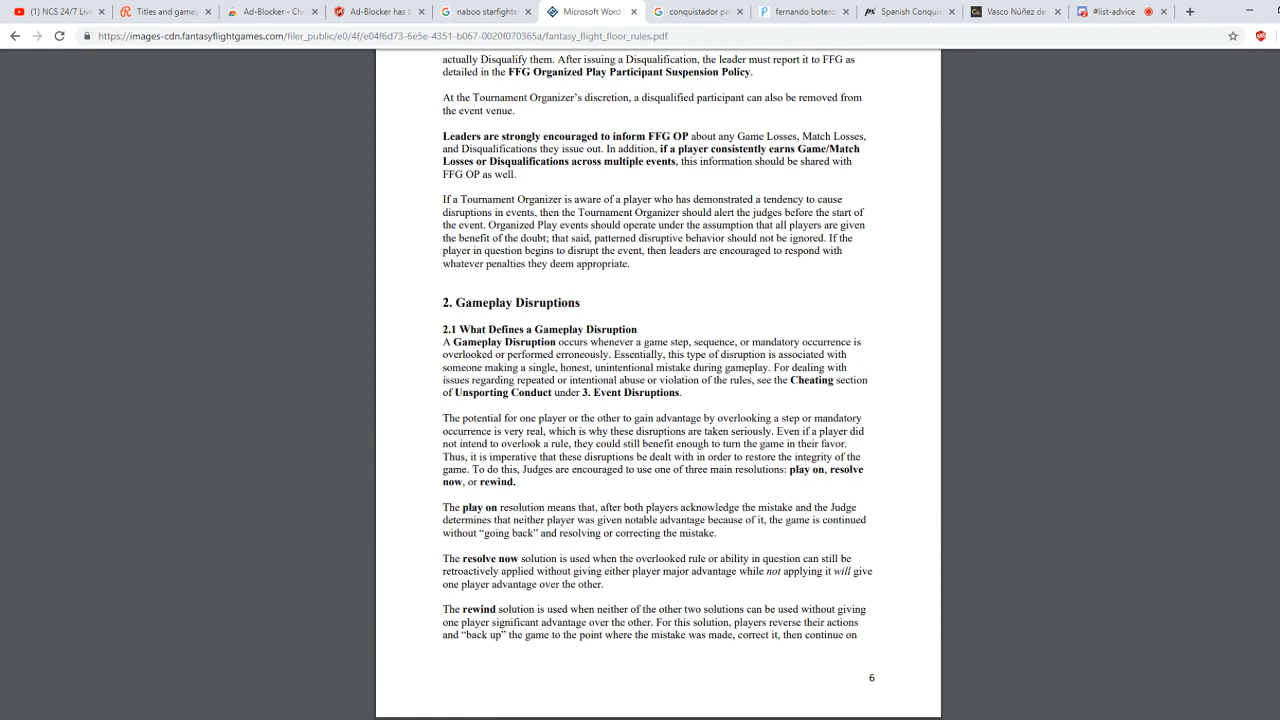 (1) NCS 24/7 Live
Titles and games
Ad-Blocker - Chr
Ad-Blocker has b
naboo starfighte
Microsoft Word
conquistador pa
fernando botero
Spanish Conquis
Vasco Núñez de
#list-advice
https://images-cdn.fantasyflightgames.com/filer_public/e0/4f/e04f6d73-6e5e-4351-b067-0020f070365a/fantasy_flight_floor_rules.pdf
actually Disqualify them. After issuing a Disqualification, the leader must report it to FFG as
detailed in the FFG Organized Play Participant Suspension Policy.
At the Tournament Organizer's discretion, a disqualified participant can also be removed from
the event venue.
Leaders are strongly encouraged to inform FFG OP about any Game Losses, Match Losses,
and Disqualifications they issue out. In addition, if a player consistently earns Game/Match
Losses or Disqualifications across multiple events, this information should be shared with
FFG OP as well.
If a Tournament Organizer is aware of a player who has demonstrated a tendency to cause
disruptions in events, then the Tournament Organizer should alert the judges before the start of
the event. Organized Play events should operate under the assumption that all players are given
the benefit of the doubt; that said, patterned disruptive behavior should not be ignored. If the
player in question begins to disrupt the event, then leaders are encouraged to respond with
whatever penalties they deem appropriate.
2. Gameplay Disruptions
2.1 What Defines a Gameplay Disruption
A Gameplay Disruption occurs whenever a game step, sequence, or mandatory occurrence is
overlooked or performed erroneously. Essentially, this type of disruption is associated with
someone making a single, honest, unintentional mistake during gameplay. For dealing with
issues regarding repeated or intentional abuse or violation of the rules, see the Cheating section
of Unsporting Conduct under 3. Event Disruptions.
The potential for one player or the other to gain advantage by overlooking a step or mandatory
occurrence is very real, which is why these disruptions are taken seriously. Even if a player did
not intend to overlook a rule, they could still benefit enough to turn the game in their favor.
Thus, it is imperative that these disruptions be dealt with in order to restore the integrity of the
game. To do this, Judges are encouraged to use one of three main resolutions: play on, resolve
now, or rewind.
The play on resolution means that, after both players acknowledge the mistake and the Judge
determines that neither player was given notable advantage because of it, the game is continued
without “going back” and resolving or correcting the mistake.
The resolve now solution is used when the overlooked rule or ability in question can still be
retroactively applied without giving either player major advantage while not applying it will give
one player advantage over the other.
The rewind solution is used when neither of the other two solutions can be used without giving
one player significant advantage over the other. For this solution, players reverse their actions
and “back up” the game to the point where the mistake was made, correct it, then continue on
6